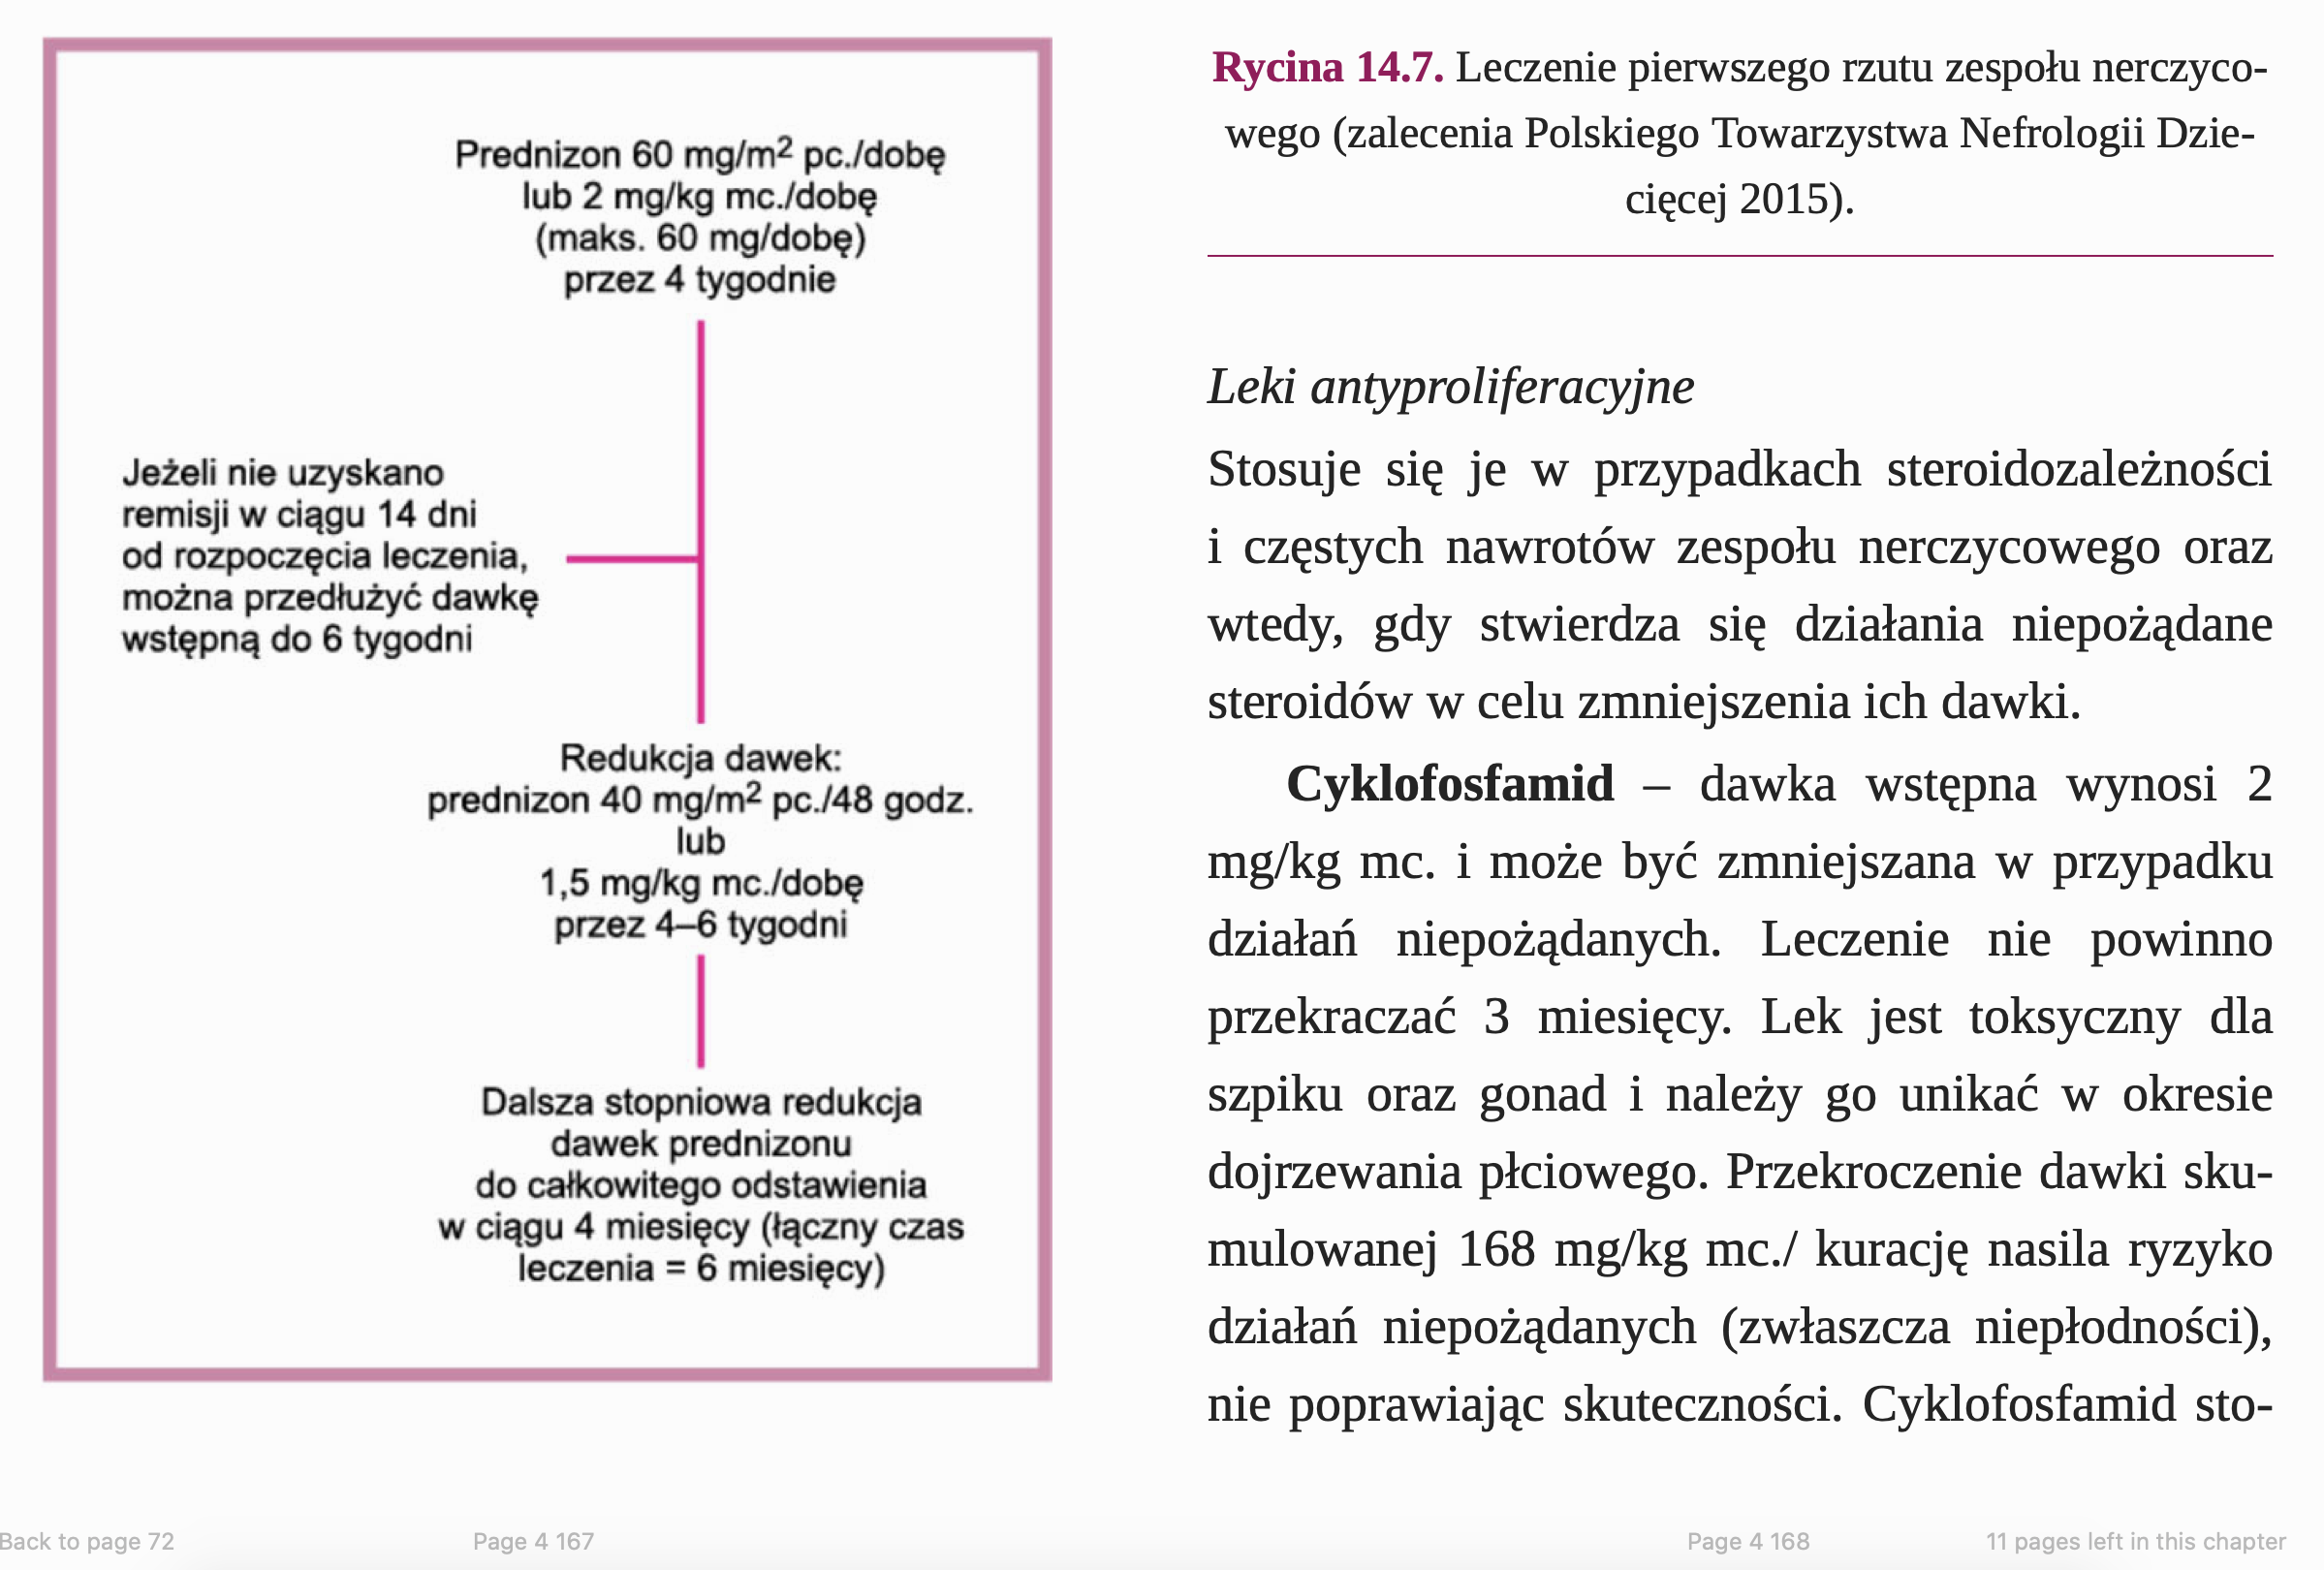 Prednizon 60 mg/m² pc./dobę
lub 2 mg/kg mc./dobę
(maks. 60 mg/dobę)
przez 4 tygodnie
Jeżeli nie uzyskano
remisji w ciągu 14 dni
od rozpoczęcia leczenia,
można przedłużyć dawkę
wstępną do 6 tygodni
Redukcja dawek:
prednizon 40 mg/m² pc./48 godz.
lub
1,5 mg/kg mc./dobę
przez 4–6 tygodni
Dalsza stopniowa redukcja
dawek prednizonu
do całkowitego odstawienia
w ciągu 4 miesięcy (łączny czas
leczenia = 6 miesięcy)
Rycina 14.7. Leczenie pierwszego rzutu zespołu nerczyco-
wego (zalecenia Polskiego Towarzystwa Nefrologii Dzie-
cięcej 2015).
Leki antyproliferacyjne
Stosuje się je w przypadkach steroidozależności
i częstych nawrotów zespołu nerczycowego oraz
wtedy, gdy stwierdza się działania niepożądane
steroidów w celu zmniejszenia ich dawki.
Cyklofosfamid – dawka wstępna wynosi 2
mg/kg mc. i może być zmniejszana w przypadku
działań niepożądanych. Leczenie nie powinno
przekraczać 3 miesięcy. Lek jest toksyczny dla
szpiku oraz gonad i należy go unikać w okresie
dojrzewania płciowego. Przekroczenie dawki sku-
mulowanej 168 mg/kg mc./ kurację nasila ryzyko
działań niepożądanych (zwłaszcza niepłodności),
nie poprawiając skuteczności. Cyklofosfamid sto-
Back to page 72
Page 4 167
Page 4 168
11 pages left in this chapter